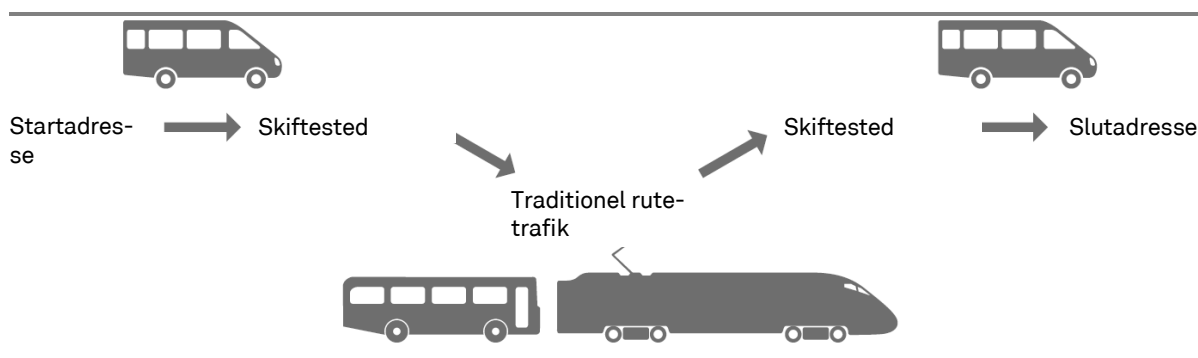 Startadres-
se
Skiftested
Skiftested
Slutadresse
Traditionel rute-
trafik